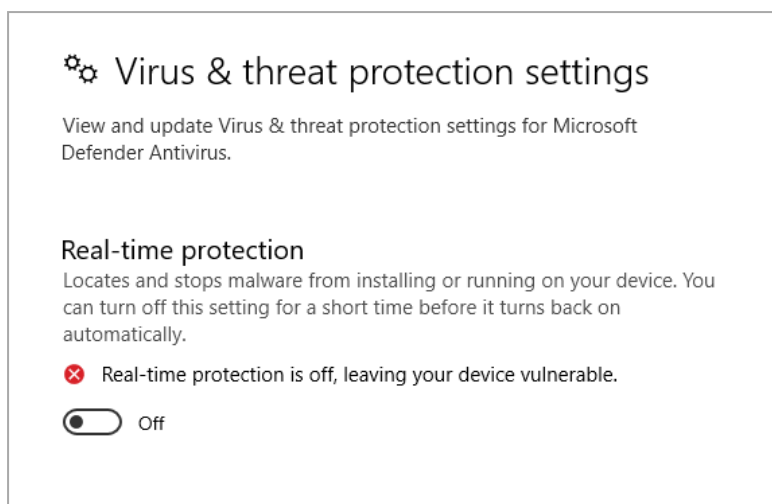 Virus & threat protection settings
View and update Virus & threat protection settings for Microsoft
Defender Antivirus.
Real-time protection
Locates and stops malware from installing or running on your device. You
can turn off this setting for a short time before it turns back on
automatically.
Real-time protection is off, leaving your device vulnerable.
Off